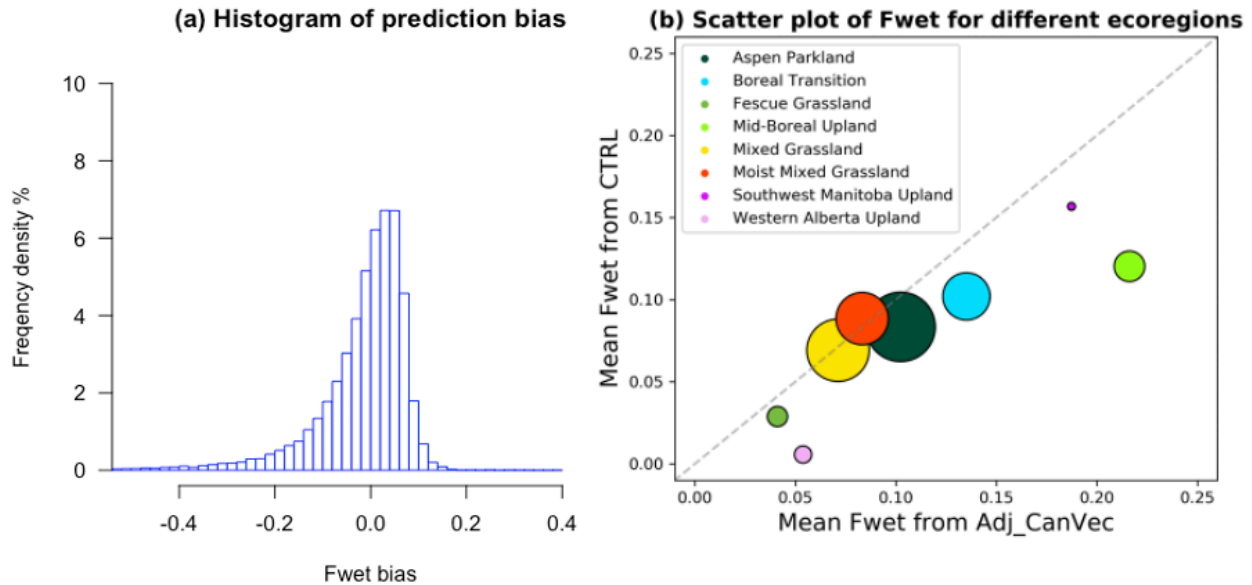 (a) Histogram of prediction bias
Freqency density %
10
8
6
4
2
0
-0.4 -0.2 0.0 0.2 0.4
Fwet bias
(b) Scatter plot of Fwet for different ecoregions
Mean Fwet from CTRL
0.25
0.20
0.15
0.10
0.05
0.00
Aspen Parkland
Boreal Transition
Fescue Grassland
Mid-Boreal Upland
Mixed Grassland
Moist Mixed Grassland
Southwest Manitoba Upland
Western Alberta Upland
0.00 0.05 0.10 0.15 0.20 0.25
Mean Fwet from Adj_CanVec